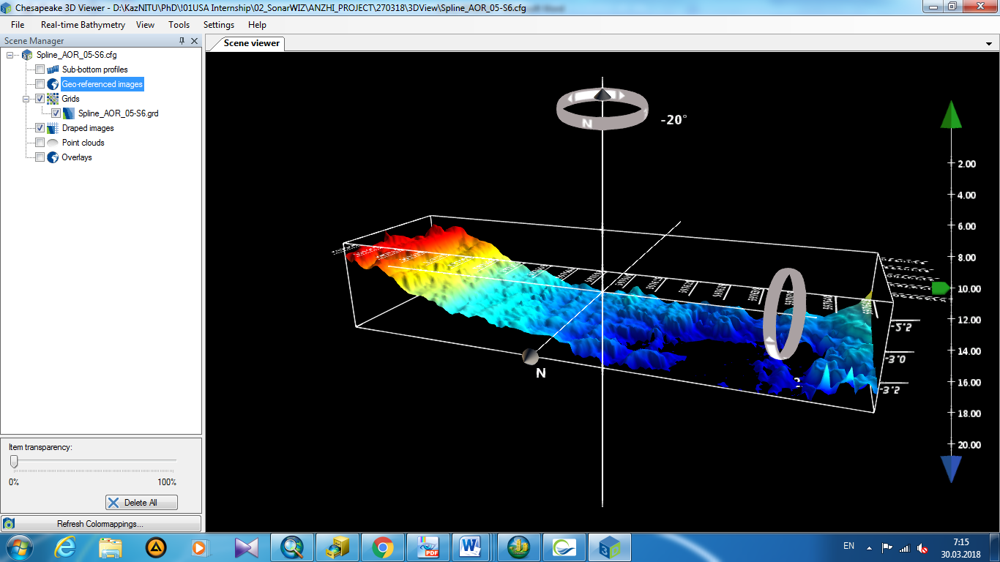 Chesapeake 3D Viewer - D:\KazNITU\PhD\!01USA Internship\02_SonarWIZ\ANZHI_PROJECT\270318\3DView\Spline_AOR_05-S6.cfg
File Real-time Bathymetry View Tools Settings Help
Scene Manager
Scene viewer
Spline_AOR_05-S6.cfg
Sub-bottom profiles
Geo-referenced images
Grids
Spline_AOR_05-S6.grd
Draped images
Point clouds
Overlays
N
-20°
2.00
4.00
6.00
8.00
10.00
12.00
14.00
16.00
18.00
20.00
-2.5
-3.0
-3.5
N
Item transparency:
0% 100%
Delete All
Refresh Colormappings...
PDF
EN
7:15
30.03.2018